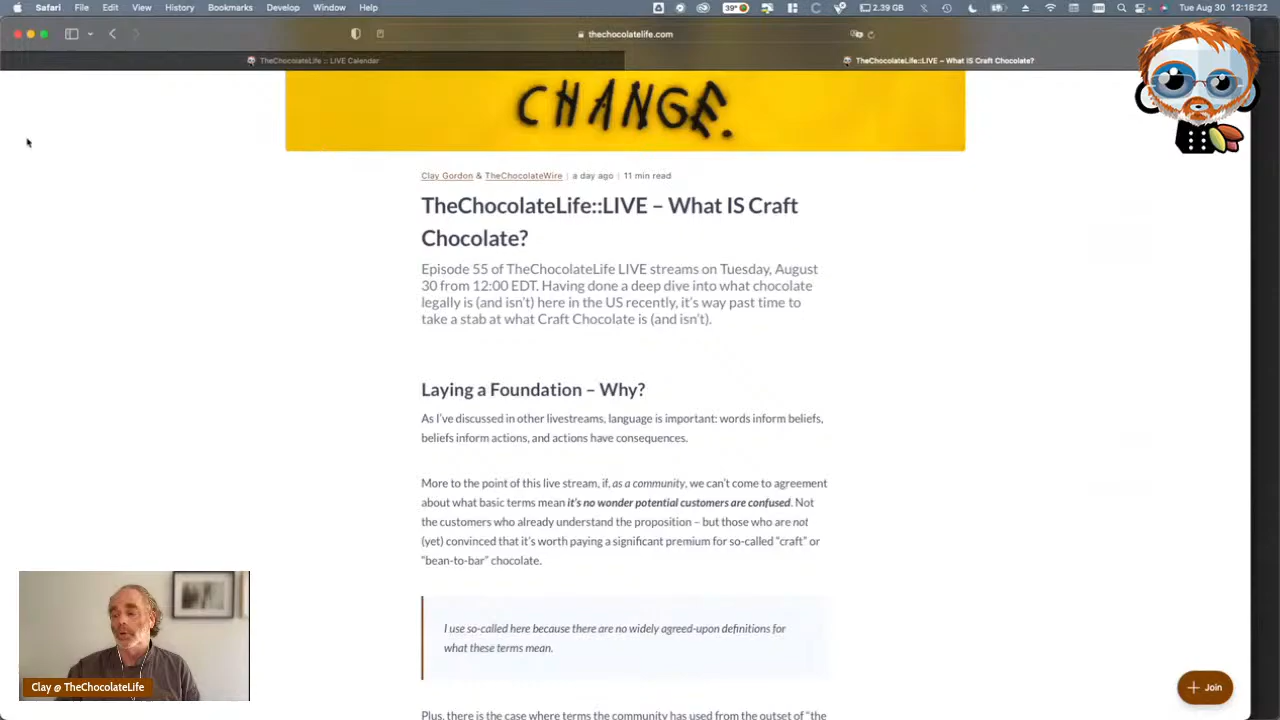 Safari File Edit View History Bookmarks Develop Window Help
39° 2.39 GB Tue Aug 30 12:18:22
thechocolatelife.com
TheChocolateLife :: LIVE Calendar
TheChocolateLife::LIVE – What IS Craft Chocolate?
CHANGE.
Clay Gordon & TheChocolateWire | a day ago | 11 min read
TheChocolateLife::LIVE – What IS Craft
Chocolate?
Episode 55 of TheChocolateLife LIVE streams on Tuesday, August
30 from 12:00 EDT. Having done a deep dive into what chocolate
legally is (and isn't) here in the US recently, it's way past time to
take a stab at what Craft Chocolate is (and isn't).
Laying a Foundation – Why?
As I've discussed in other livestreams, language is important: words inform beliefs,
beliefs inform actions, and actions have consequences.
More to the point of this live stream, if, as a community, we can't come to agreement
about what basic terms mean it's no wonder potential customers are confused. Not
the customers who already understand the proposition – but those who are not
(yet) convinced that it's worth paying a significant premium for so-called "craft" or
"bean-to-bar" chocolate.
I use so-called here because there are no widely agreed-upon definitions for
what these terms mean.
Plus, there is the case where terms the community has used from the outset of "the
Clay @ TheChocolateLife
Join